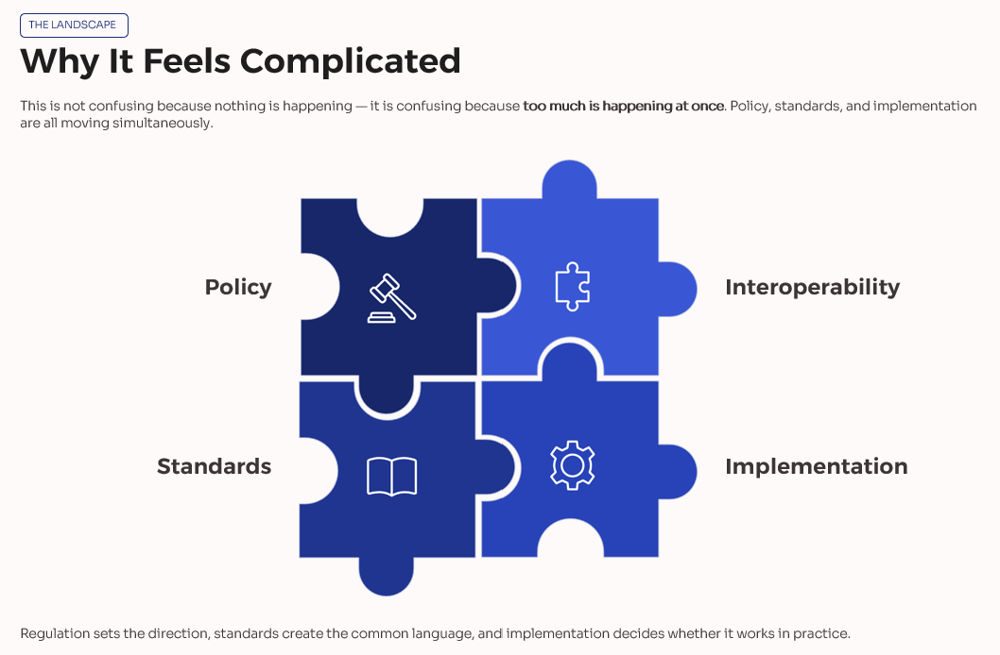 THE LANDSCAPE
Why It Feels Complicated
This is not confusing because nothing is happening — it is confusing because too much is happening at once. Policy, standards, and implementation
are all moving simultaneously.
Policy
Interoperability
Standards
Implementation
Regulation sets the direction, standards create the common language, and implementation decides whether it works in practice.